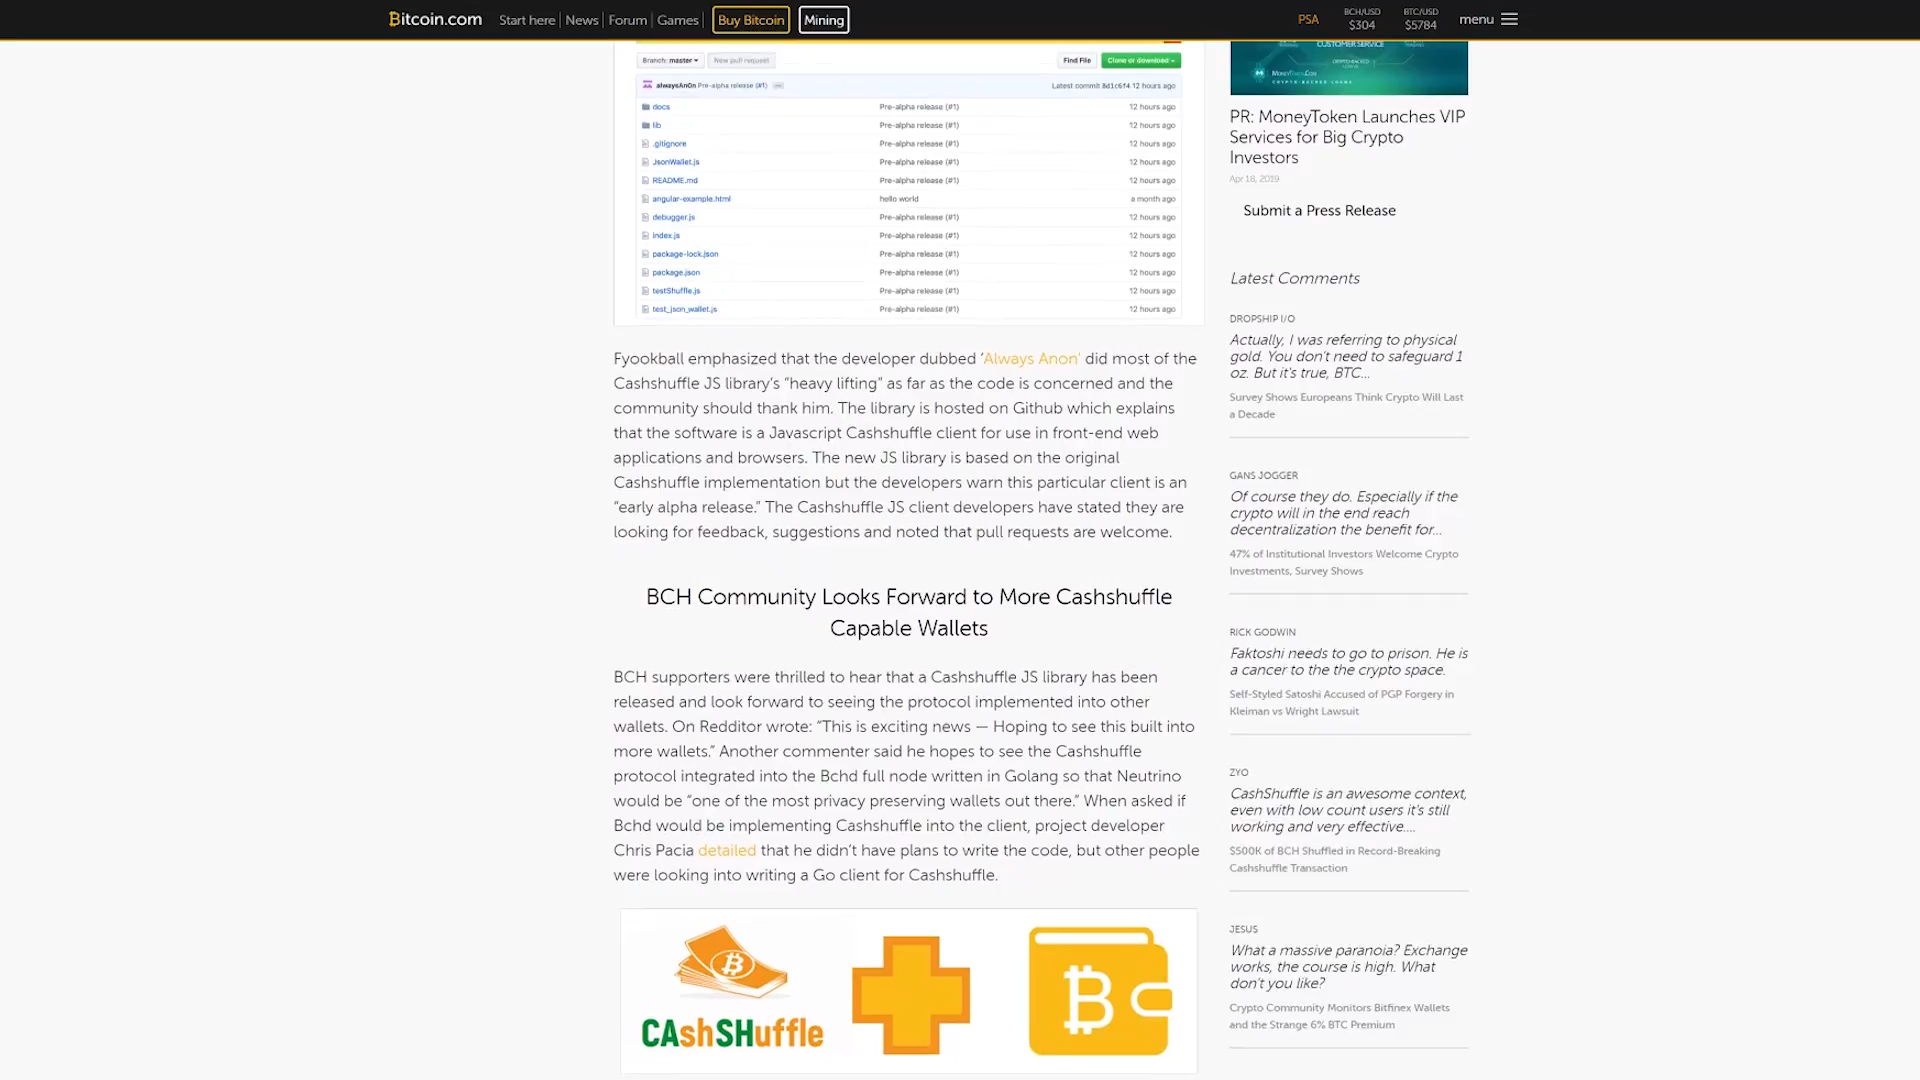 Bitcoin.com Start here News Forum Games Buy Bitcoin Mining PSA BCH/USD $304 BTC/USD $5784 menu
Branch: master New pull request Find File Clone or download
alwaysAn0n Pre-alpha release (#1) Latest commit 8d1c6f4 12 hours ago
docs Pre-alpha release (#1) 12 hours ago
lib Pre-alpha release (#1) 12 hours ago
.gitignore Pre-alpha release (#1) 12 hours ago
JsonWallet.js Pre-alpha release (#1) 12 hours ago
README.md Pre-alpha release (#1) 12 hours ago
angular-example.html hello world a month ago
debugger.js Pre-alpha release (#1) 12 hours ago
index.js Pre-alpha release (#1) 12 hours ago
package-lock.json Pre-alpha release (#1) 12 hours ago
package.json Pre-alpha release (#1) 12 hours ago
testShuffle.js Pre-alpha release (#1) 12 hours ago
test_json_wallet.js Pre-alpha release (#1) 12 hours ago
Fyookball emphasized that the developer dubbed ‘Always Anon’ did most of the
Cashshuffle JS library’s “heavy lifting” as far as the code is concerned and the
community should thank him. The library is hosted on Github which explains
that the software is a Javascript Cashshuffle client for use in front-end web
applications and browsers. The new JS library is based on the original
Cashshuffle implementation but the developers warn this particular client is an
“early alpha release.” The Cashshuffle JS client developers have stated they are
looking for feedback, suggestions and noted that pull requests are welcome.
BCH Community Looks Forward to More Cashshuffle
Capable Wallets
BCH supporters were thrilled to hear that a Cashshuffle JS library has been
released and look forward to seeing the protocol implemented into other
wallets. On Redditor wrote: “This is exciting news — Hoping to see this built into
more wallets.” Another commenter said he hopes to see the Cashshuffle
protocol integrated into the Bchd full node written in Golang so that Neutrino
would be “one of the most privacy preserving wallets out there.” When asked if
Bchd would be implementing Cashshuffle into the client, project developer
Chris Pacia detailed that he didn’t have plans to write the code, but other people
were looking into writing a Go client for Cashshuffle.
CAshSHuffle
CUSTOMER SERVICE
CRYPTO-BACKED
MONEYTOKEN.COM
CRYPTO-BACKED LOANS
PR: MoneyToken Launches VIP
Services for Big Crypto
Investors
Apr 18, 2019
Submit a Press Release
Latest Comments
DROPSHIP I/O
Actually, I was referring to physical
gold. You don’t need to safeguard 1
oz. But it’s true, BTC...
Survey Shows Europeans Think Crypto Will Last
a Decade
GANS JOGGER
Of course they do. Especially if the
crypto will in the end reach
decentralization the benefit for...
47% of Institutional Investors Welcome Crypto
Investments, Survey Shows
RICK GODWIN
Faktoshi needs to go to prison. He is
a cancer to the the crypto space.
Self-Styled Satoshi Accused of PGP Forgery in
Kleiman vs Wright Lawsuit
ZYO
CashShuffle is an awesome context,
even with low count users it’s still
working and very effective....
$500K of BCH Shuffled in Record-Breaking
Cashshuffle Transaction
JESUS
What a massive paranoia? Exchange
works, the course is high. What
don’t you like?
Crypto Community Monitors Bitfinex Wallets
and the Strange 6% BTC Premium